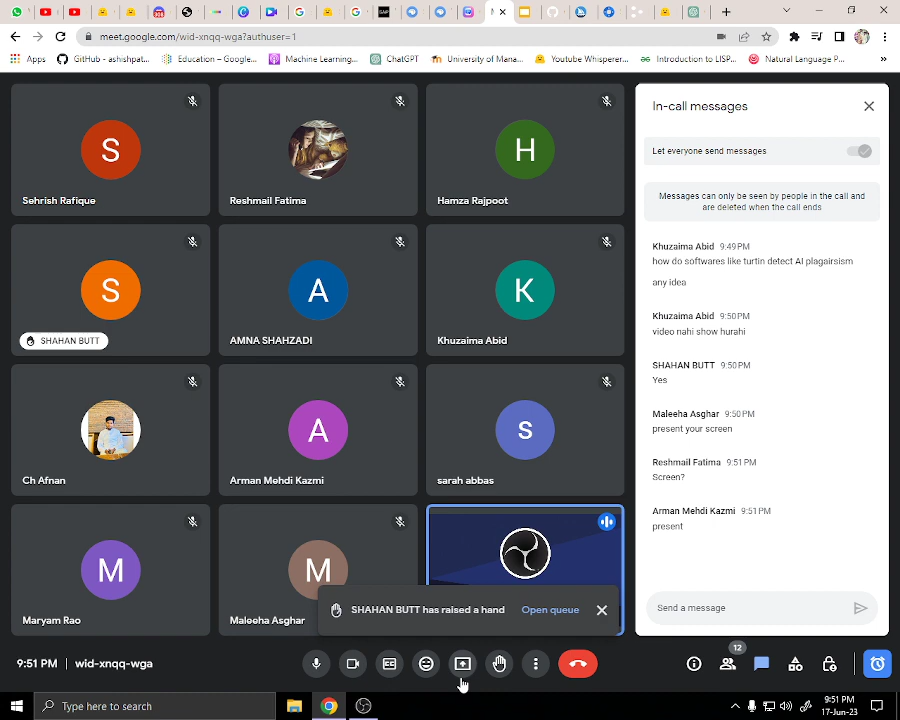 meet.google.com/wid-xnqq-wga?authuser=1
Apps
GitHub - ashishpat...
Education – Google...
Machine Learning...
ChatGPT
University of Mana...
Youtube Whisperer...
Introduction to LISP...
Natural Language P...
»
S
Sehrish Rafique
Reshmail Fatima
H
Hamza Rajpoot
S
SHAHAN BUTT
A
AMNA SHAHZADI
K
Khuzaima Abid
Ch Afnan
A
Arman Mehdi Kazmi
s
sarah abbas
M
Maryam Rao
M
Maleeha Asghar
SHAHAN BUTT has raised a hand
Open queue
In-call messages
Let everyone send messages
Messages can only be seen by people in the call and
are deleted when the call ends
Khuzaima Abid 9:49 PM
how do softwares like turtin detect AI plagairsism
any idea
Khuzaima Abid 9:50 PM
video nahi show hurahi
SHAHAN BUTT 9:50 PM
Yes
Maleeha Asghar 9:50 PM
present your screen
Reshmail Fatima 9:51 PM
Screen?
Arman Mehdi Kazmi 9:51 PM
present
Send a message
9:51 PM | wid-xnqq-wga
CC
12
Type here to search
9:51 PM
17-Jun-23